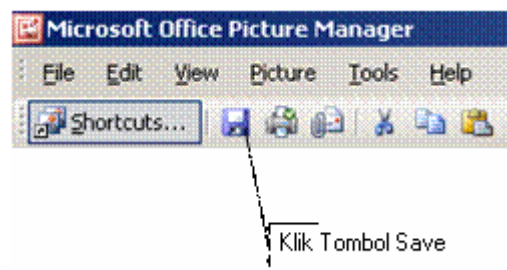 Microsoft Office Picture Manager
File Edit View Picture Tools Help
Shortcuts...
Klik Tombol Save